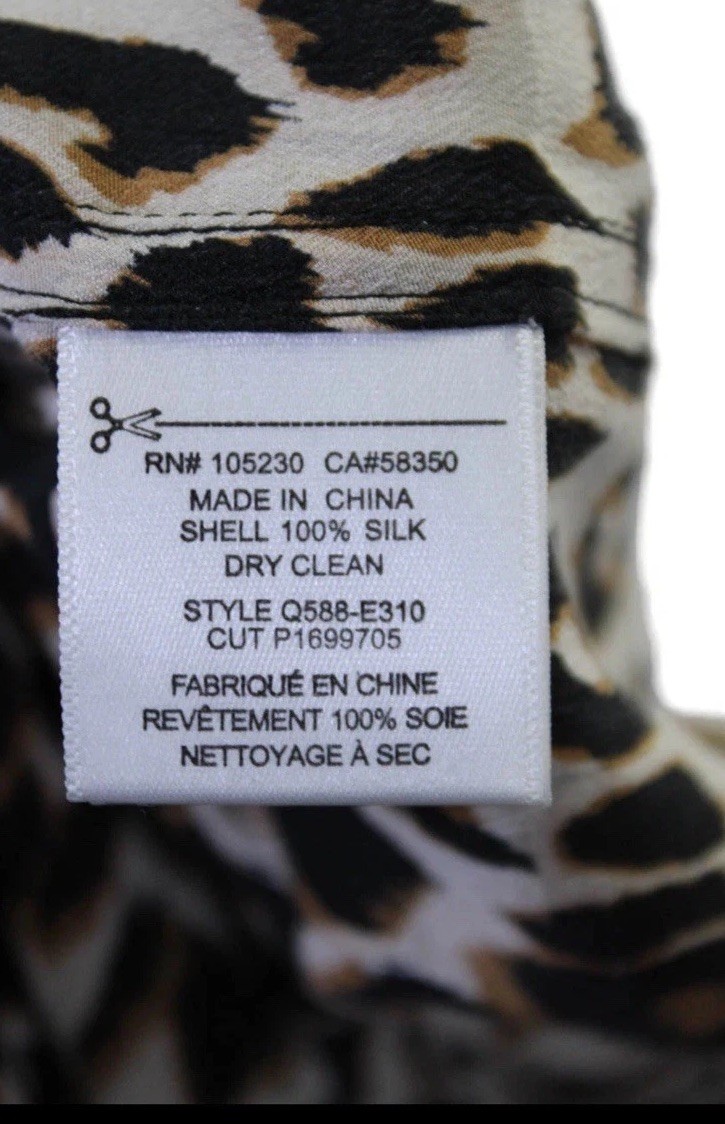 RN# 105230 CA#58350
MADE IN CHINA
SHELL 100% SILK
DRY CLEAN
STYLE Q588-E310
CUT P1699705
FABRIQUÉ EN CHINE
REVÊTEMENT 100% SOIE
NETTOYAGE À SEC